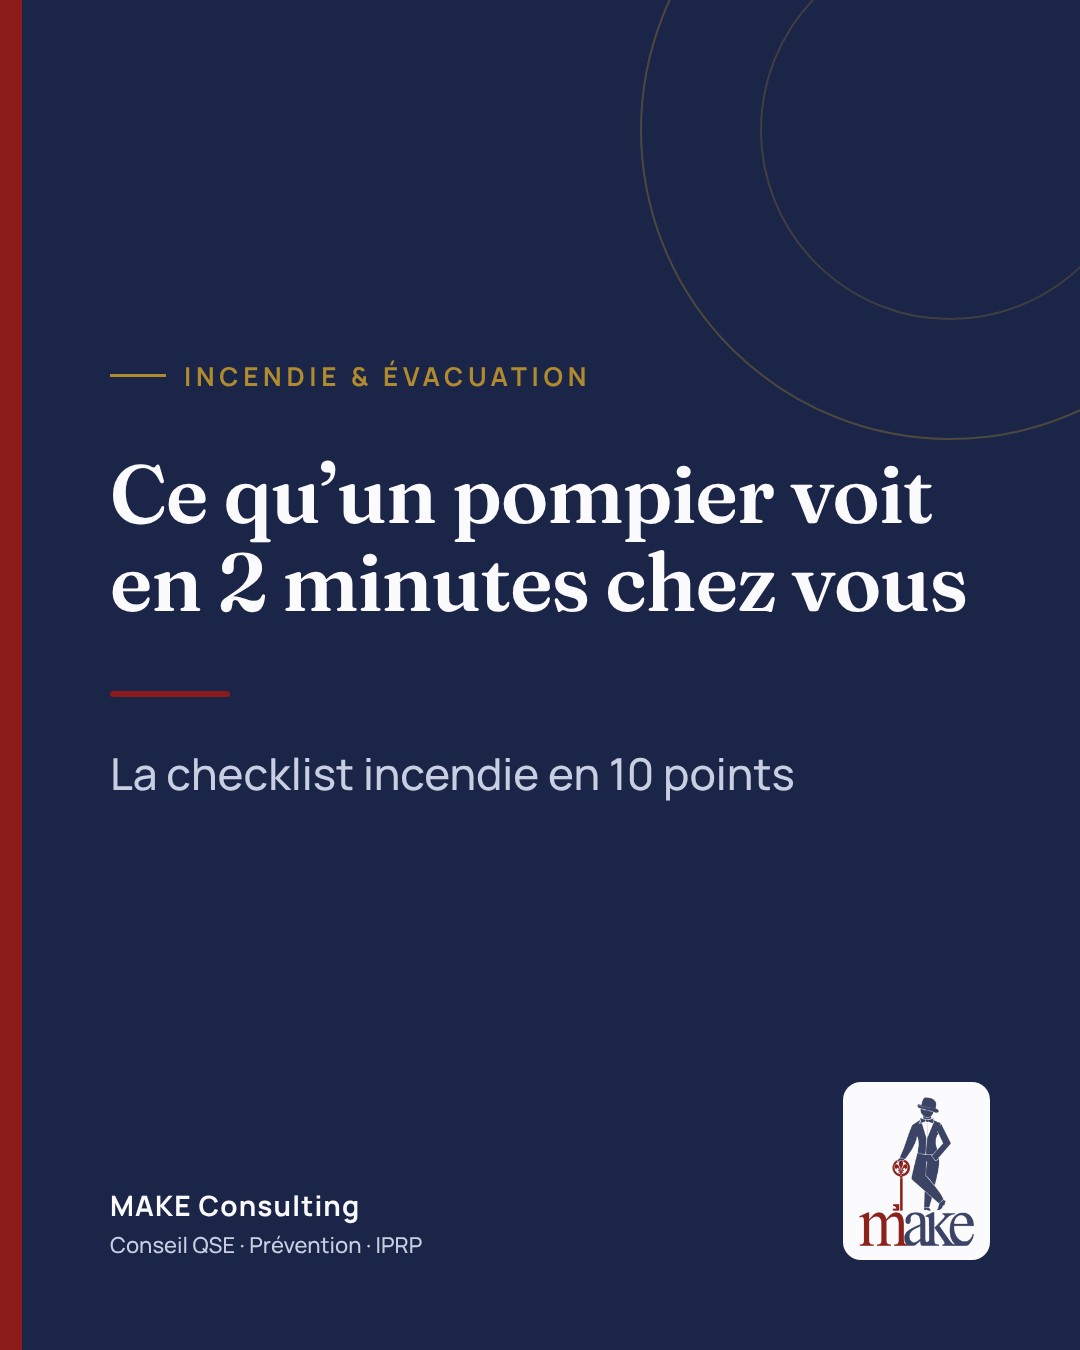 INCENDIE & ÉVACUATION
Ce qu’un pompier voit
en 2 minutes chez vous
La checklist incendie en 10 points
MAKE Consulting
Conseil QSE · Prévention · IPRP
make